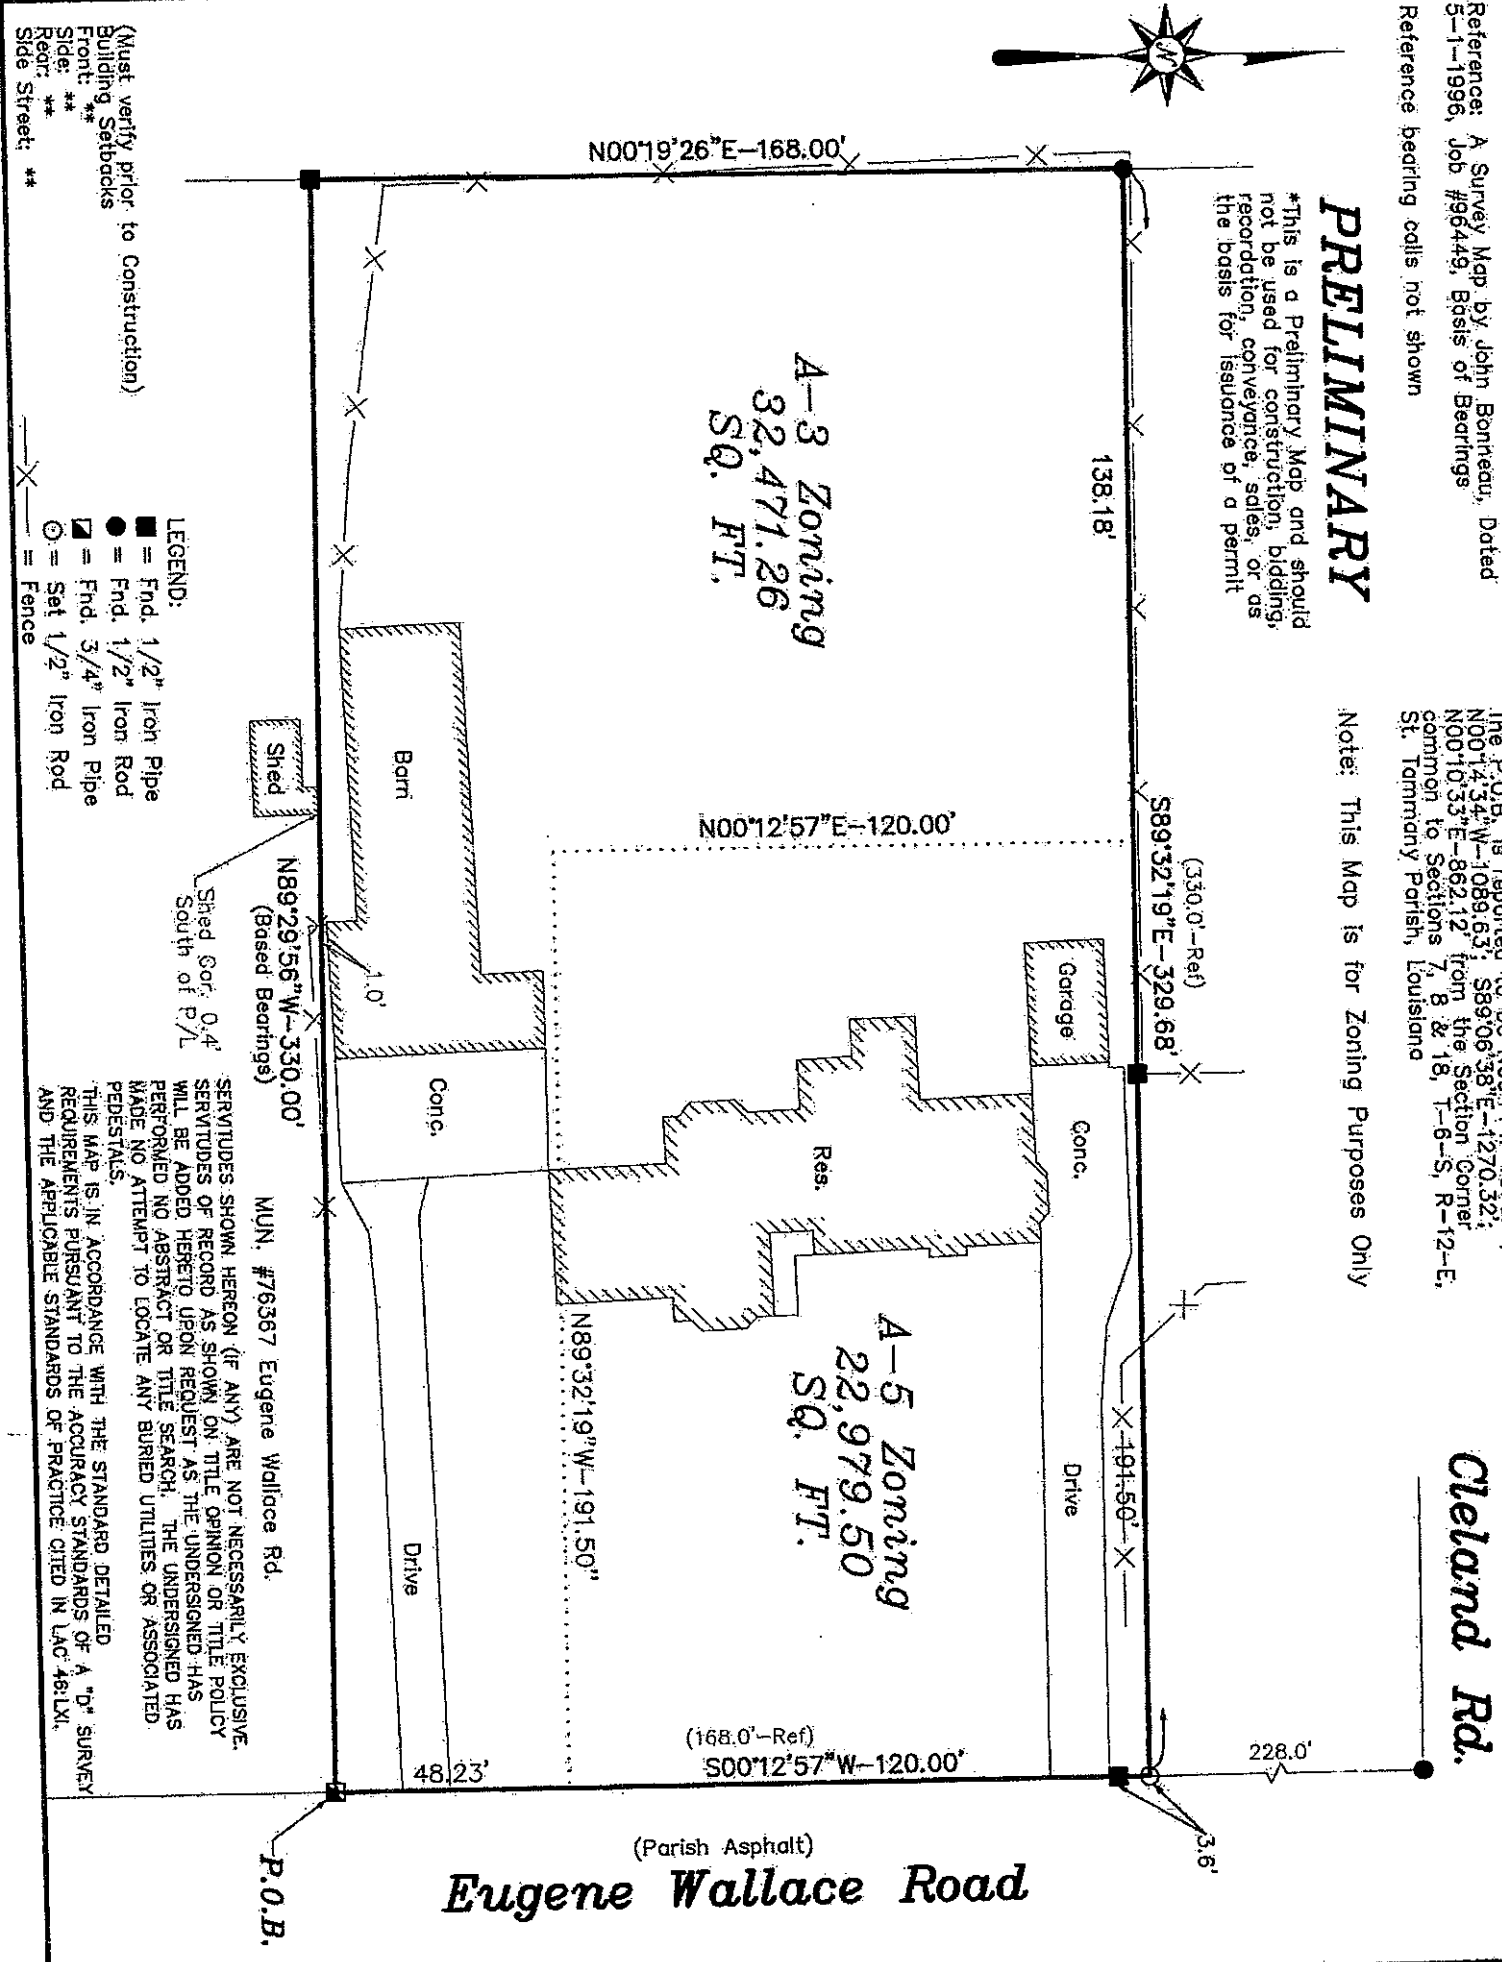 Reference: A Survey Map by John Bonneau, Dated
5-1-1996, Job #96449, Basis of Bearings
Reference bearing calls not shown
PRELIMINARY
*This is a Preliminary Map and should
not be used for construction, bidding,
recordation, conveyance, sales, or as
the basis for issuance of a permit
The P.O.B. is reported to be
N00°14'34"W-1089.63'; S89°06'38"E-1270.32';
N00°10'33"E-862.12' from the Section Corner
common to Sections 7, 8 & 18, T-6-S, R-12-E,
St. Tammany Parish, Louisiana
Note: This Map is for Zoning Purposes Only
Cleland Rd.
N
N00°19'26"E-168.00'
138.18'
(330.0'-Ref)
S89°32'19"E-329.68'
191.50'
228.0'
3.6'
A-3 Zoning
32,471.26
SQ. FT.
N00°12'57"E-120.00'
Garage
Conc.
Drive
Res.
A-5 Zoning
22,979.50
SQ. FT.
N89°32'19"W-191.50"
(168.0'-Ref)
S00°12'57"W-120.00'
48.23'
Barn
1.0'
Conc.
Drive
Shed
Shed Cor. 0.4'
South of P/L
N89°29'56"W-330.00'
(Based Bearings)
MUN. #76367 Eugene Wallace Rd.
(Parish Asphalt)
Eugene Wallace Road
P.O.B.
LEGEND:
= Fnd. 1/2" Iron Pipe
= Fnd. 1/2" Iron Rod
= Fnd. 3/4" Iron Pipe
= Set 1/2" Iron Rod
= Fence
(Must verify prior to Construction)
Building Setbacks
Front: **
Side: **
Rear: **
Side Street: **
SERVITUDES SHOWN HEREON (IF ANY) ARE NOT NECESSARILY EXCLUSIVE.
SERVITUDES OF RECORD AS SHOWN ON TITLE OPINION OR TITLE POLICY
WILL BE ADDED HERETO UPON REQUEST AS THE UNDERSIGNED HAS
PERFORMED NO ABSTRACT OR TITLE SEARCH. THE UNDERSIGNED HAS
MADE NO ATTEMPT TO LOCATE ANY BURIED UTILITIES OR ASSOCIATED
PEDESTALS.
THIS MAP IS IN ACCORDANCE WITH THE STANDARD DETAILED
REQUIREMENTS PURSUANT TO THE ACCURACY STANDARDS OF A "D" SURVEY
AND THE APPLICABLE STANDARDS OF PRACTICE CITED IN LAC 46:LXI.